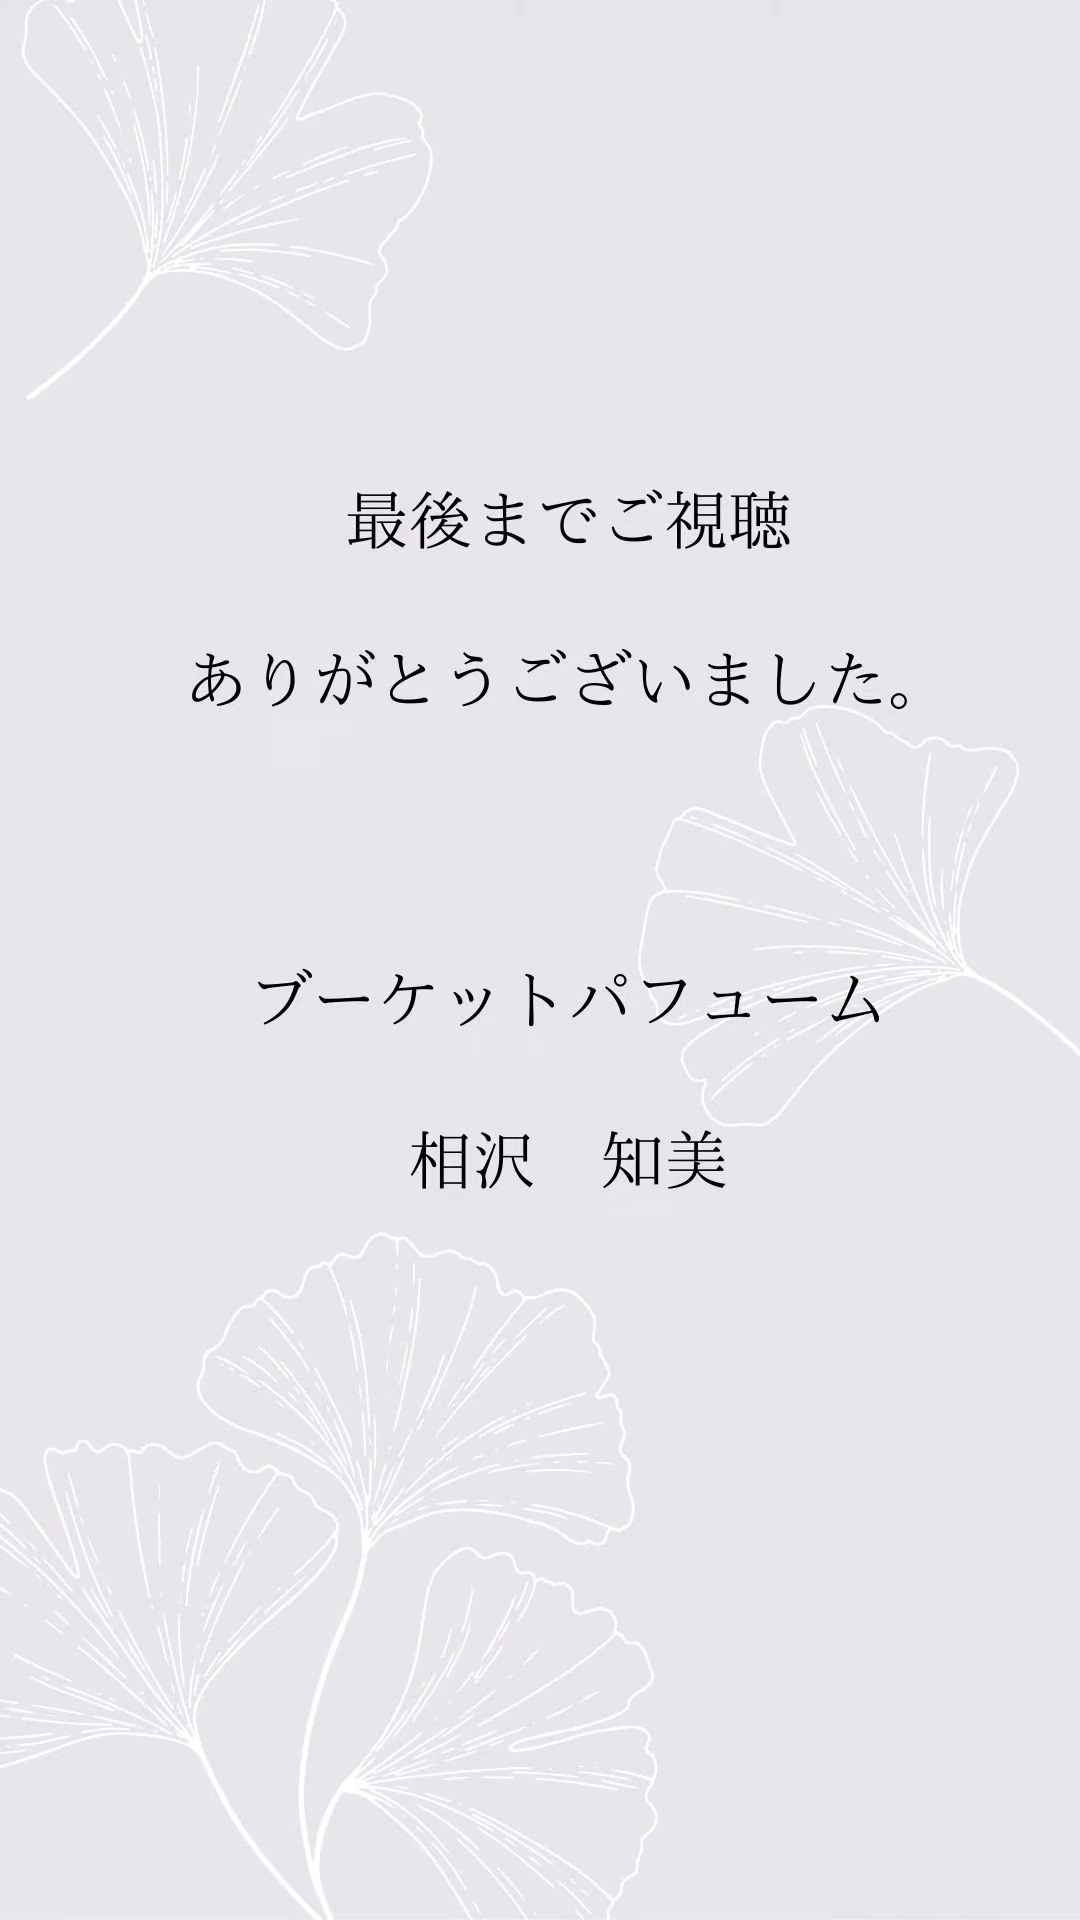 最後までご視聴
ありがとうございました。
ブーケットパフューム
相沢　知美